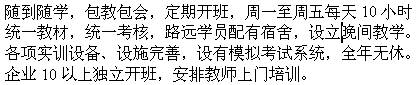 随到随学，包教包会，定期开班，周一至周五每天 10 小时
统一教材，统一考核，路远学员配有宿舍，设立晚间教学。
各项实训设备、设施完善，设有模拟考试系统，全年无休。
企业 10 以上独立开班，安排教师上门培训。